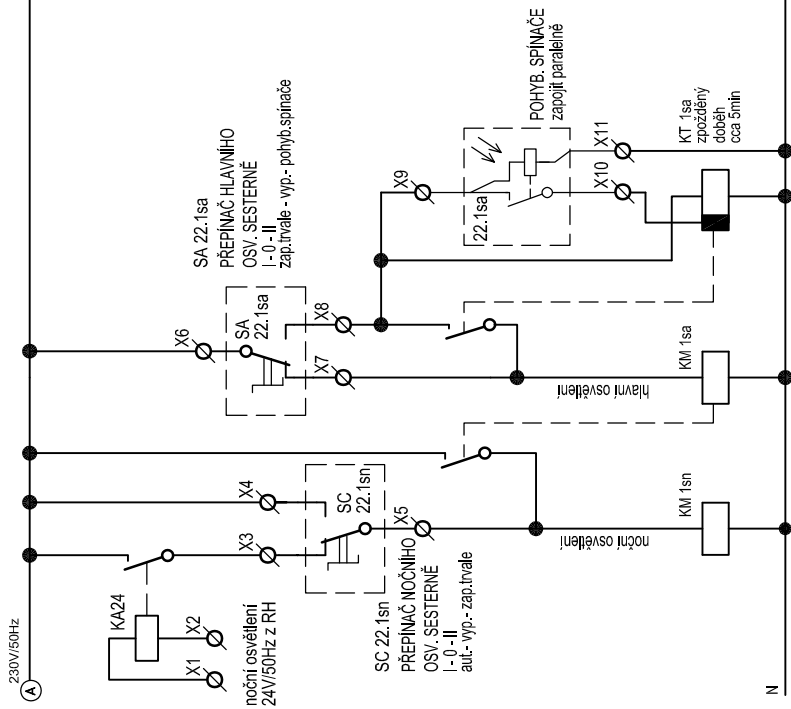 230V/50Hz
A
KA24
X1
X2
noční osvětlení
24V/50Hz z RH
X3
X4
SC
22.1sn
X5
SC 22.1sn
PŘEPÍNAČ NOČNÍHO
OSV. SESTERNĚ
I - 0 - II
aut.- vyp.- zap.trvale
noční osvětlení
KM 1sn
SA 22.1sa
PŘEPÍNAČ HLAVNÍHO
OSV. SESTERNĚ
I - 0 - II
zap.trvale - vyp.- pohyb.spínače
X6
SA
22.1sa
X7
X8
hlavní osvětlení
KM 1sa
X9
22.1sa
POHYB. SPÍNAČE
zapojit paralelně
X10
X11
KT 1sa
zpožděný
doběh
cca 5min
N